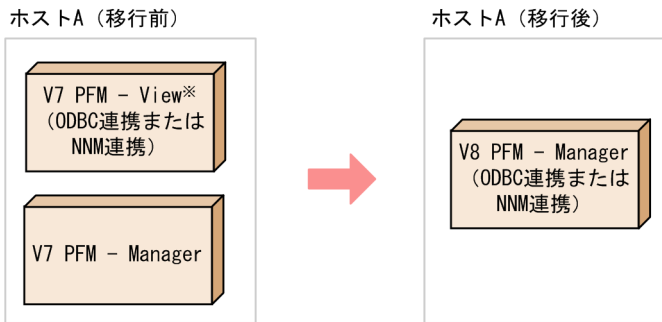 ホストA（移行前）
V7 PFM − View※
（ODBC連携または
NNM連携）
V7 PFM − Manager
ホストA（移行後）
V8 PFM − Manager
（ODBC連携または
NNM連携）